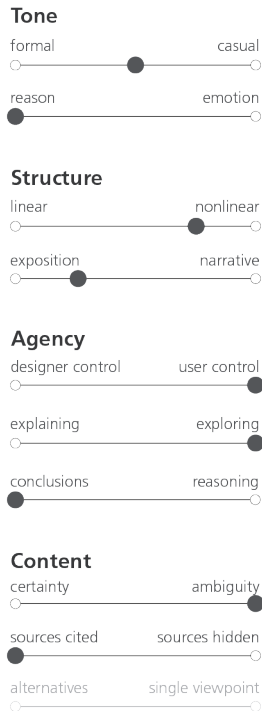 Tone
formal casual
reason emotion
Structure
linear nonlinear
exposition narrative
Agency
designer control user control
explaining exploring
conclusions reasoning
Content
certainty ambiguity
sources cited sources hidden
alternatives single viewpoint